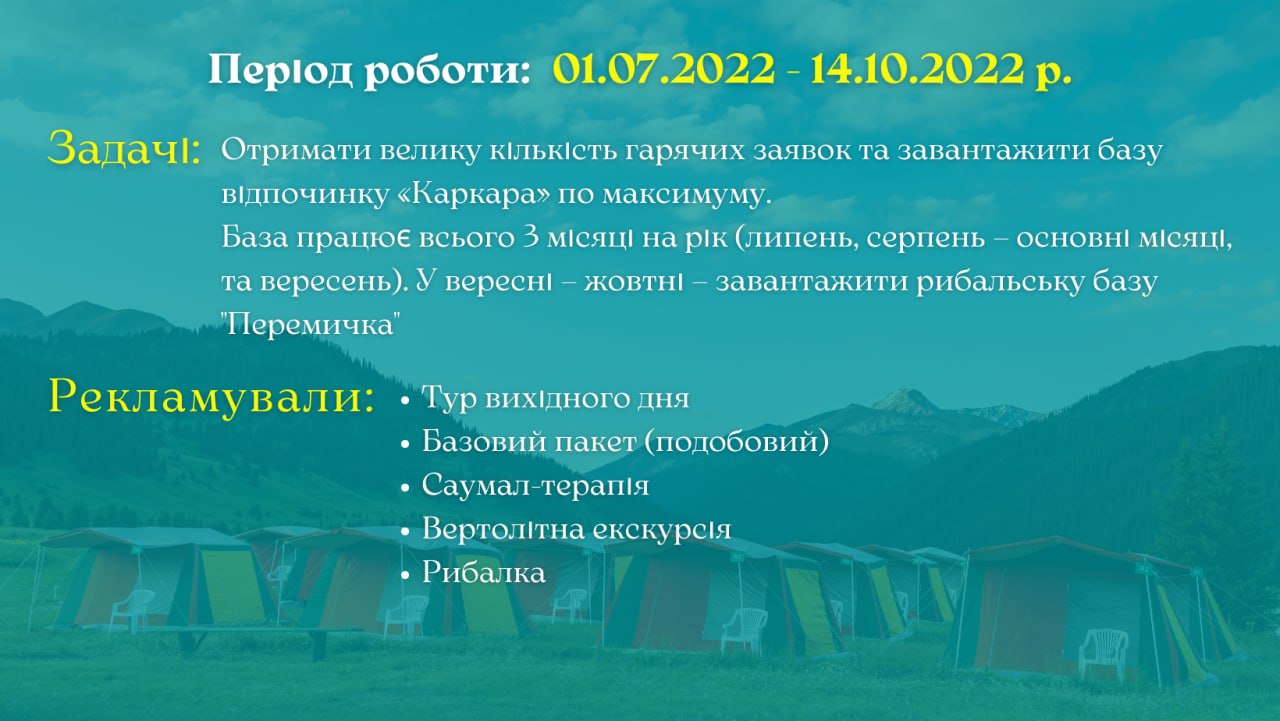 Період роботи: 01.07.2022 - 14.10.2022 р.
Задачі: Отримати велику кількість гарячих заявок та завантажити базу
відпочинку «Каркара» по максимуму.
База працює всього 3 місяці на рік (липень, серпень – основні місяці,
та вересень). У вересні – жовтні – завантажити рибальську базу
"Перемичка"
Рекламували: • Тур вихідного дня
• Базовий пакет (подобовий)
• Саумал-терапія
• Вертолітна екскурсія
• Рибалка